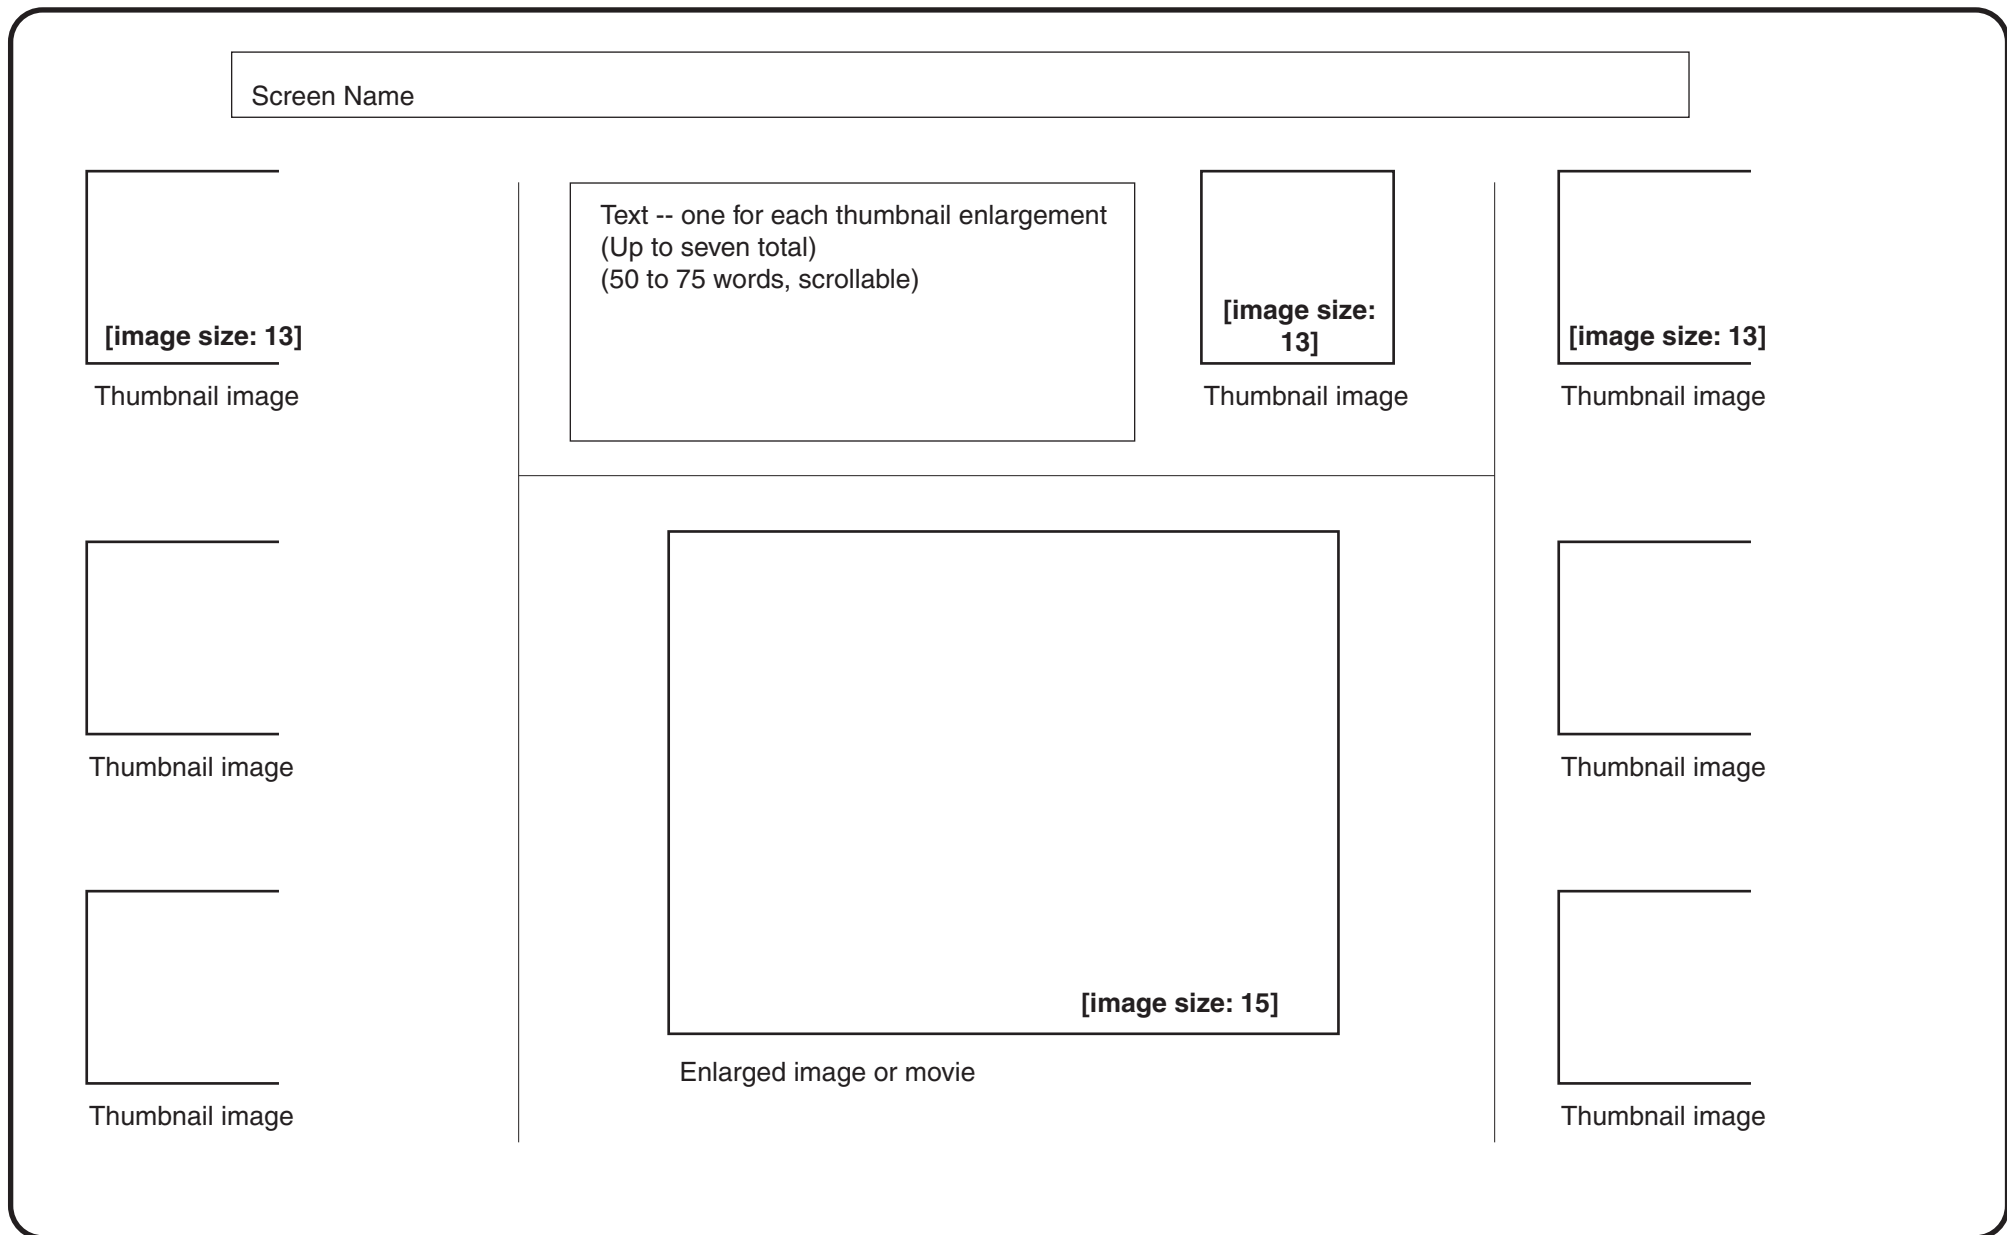 Screen Name
[image size: 13]
Thumbnail image
Thumbnail image
Thumbnail image
Text -- one for each thumbnail enlargement
(Up to seven total)
(50 to 75 words, scrollable)
[image size:
13]
Thumbnail image
[image size: 15]
Enlarged image or movie
[image size: 13]
Thumbnail image
Thumbnail image
Thumbnail image